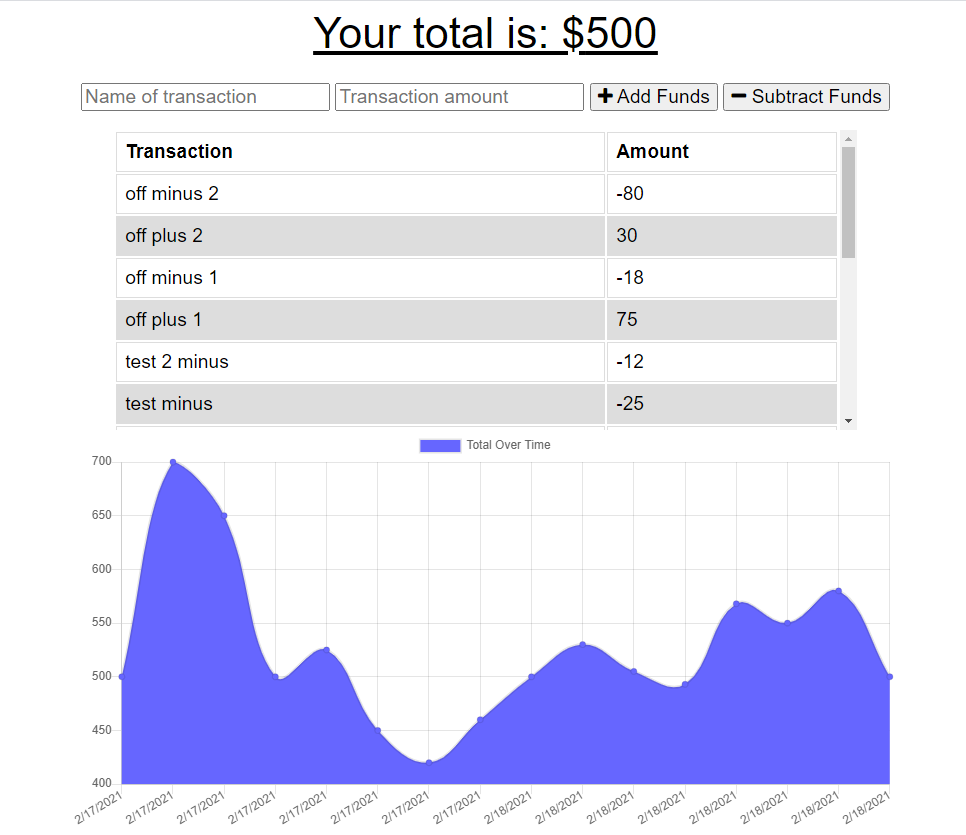 Your total is: $500
Name of transaction Transaction amount Add Funds Subtract Funds
Transaction Amount
off minus 2 -80
off plus 2 30
off minus 1 -18
off plus 1 75
test 2 minus -12
test minus -25
Total Over Time
700
650
600
550
500
450
400
2/17/2021 2/17/2021 2/17/2021 2/17/2021 2/17/2021 2/17/2021 2/17/2021 2/17/2021 2/18/2021 2/18/2021 2/18/2021 2/18/2021 2/18/2021 2/18/2021 2/18/2021 2/18/2021